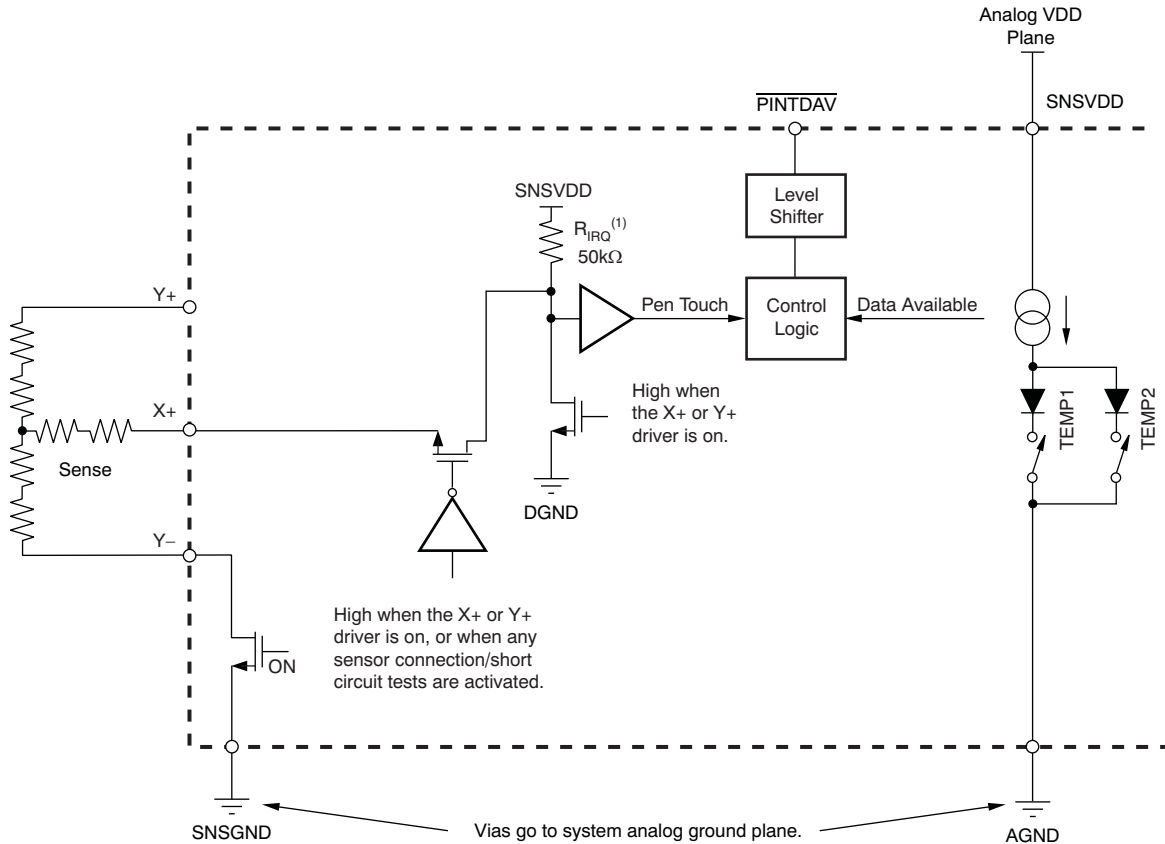 Analog VDD
Plane
PINTDAV
SNSVDD
SNSVDD
Level
Shifter
RIRQ(1)
50kΩ
Y+
Pen Touch
Control
Logic
Data Available
TEMP1
TEMP2
X+
High when
the X+ or Y+
driver is on.
Sense
DGND
Y–
High when the X+ or Y+
driver is on, or when any
sensor connection/short
circuit tests are activated.
ON
SNSGND
Vias go to system analog ground plane.
AGND